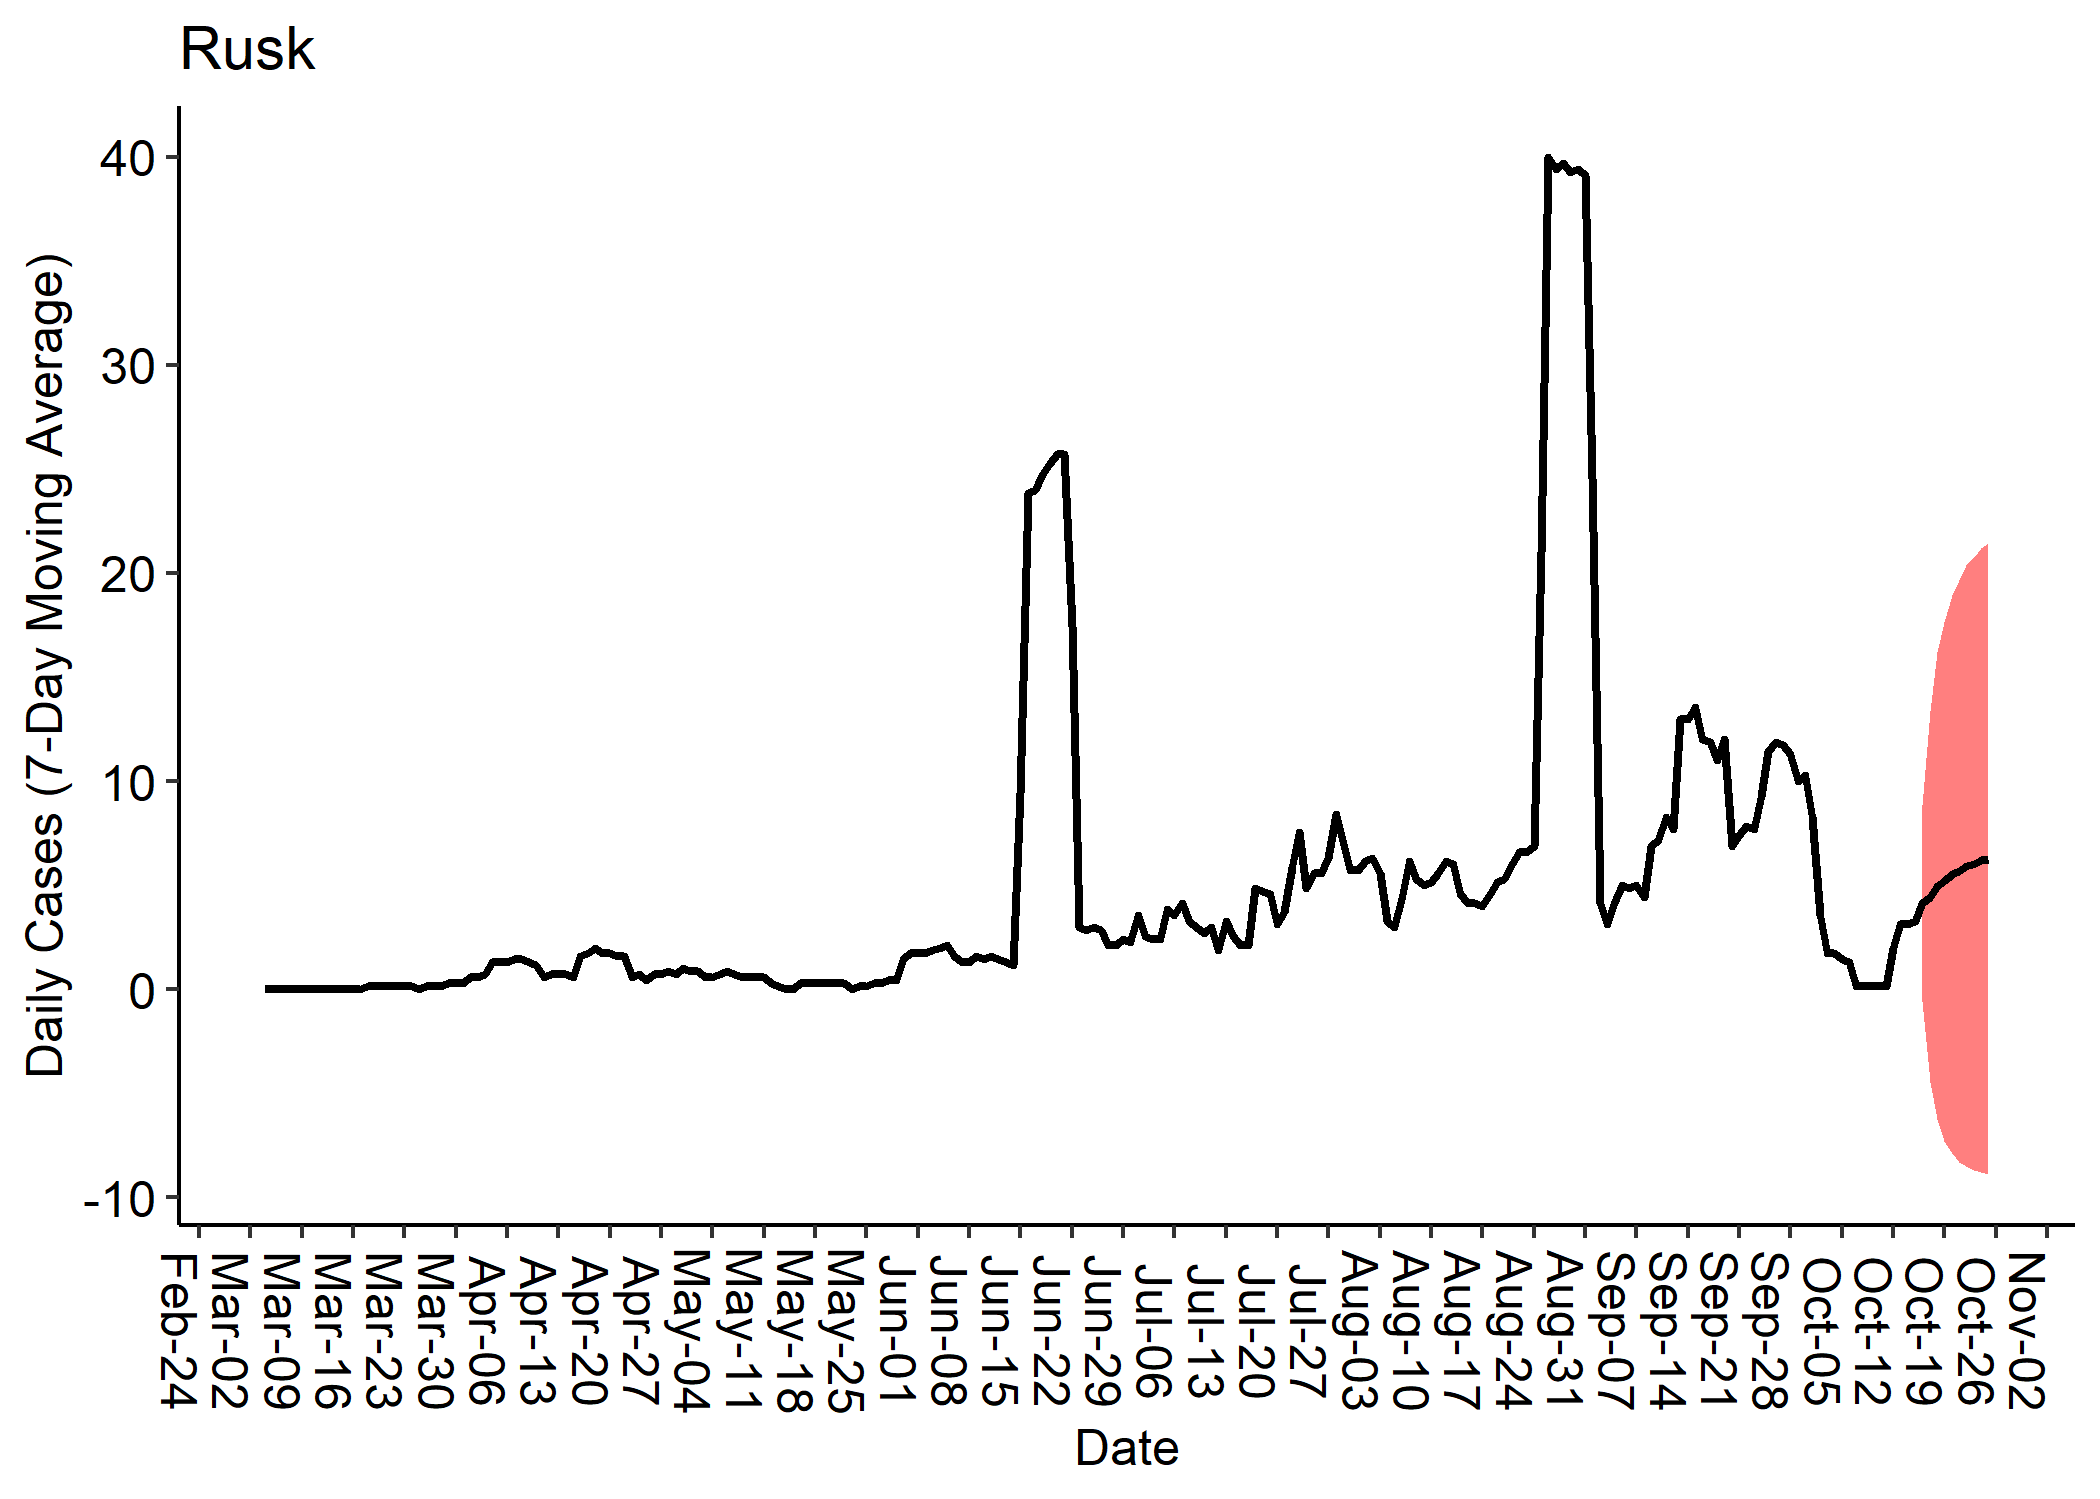 Rusk
Daily Cases (7-Day Moving Average)
40
30
20
10
0
-10
Feb-24
Mar-02
Mar-09
Mar-16
Mar-23
Mar-30
Apr-06
Apr-13
Apr-20
Apr-27
May-04
May-11
May-18
May-25
Jun-01
Jun-08
Jun-15
Jun-22
Jun-29
Jul-06
Jul-13
Jul-20
Jul-27
Aug-03
Aug-10
Aug-17
Aug-24
Aug-31
Sep-07
Sep-14
Sep-21
Sep-28
Oct-05
Oct-12
Oct-19
Oct-26
Nov-02
Date